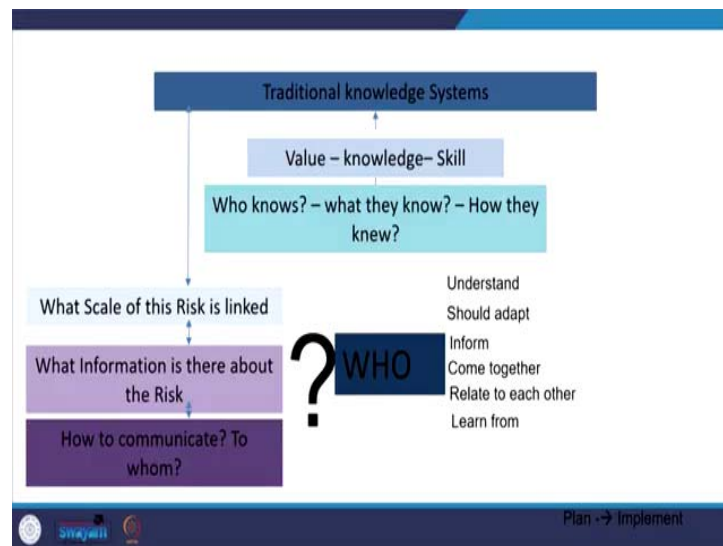 Traditional knowledge Systems
Value – knowledge– Skill
Who knows? – what they know? – How they
knew?
What Scale of this Risk is linked
What Information is there about
the Risk
How to communicate? To
whom?
?
WHO
Understand
Should adapt
Inform
Come together
Relate to each other
Learn from
swayam
Plan -→ Implement